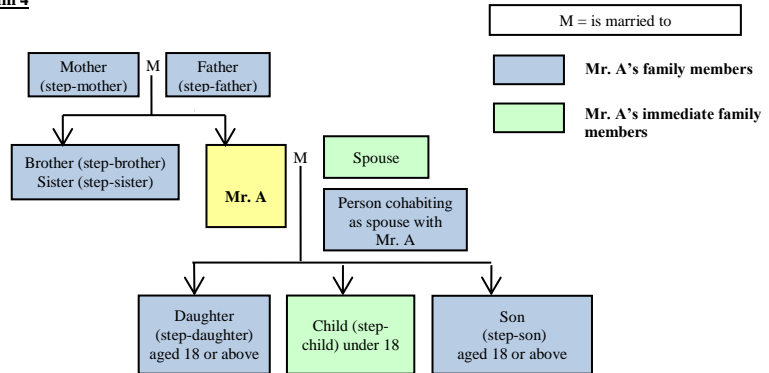 M = is married to
Mother
(step-mother)
M
Father
(step-father)
Mr. A's family members
Mr. A's immediate family
members
Brother (step-brother)
Sister (step-sister)
Mr. A
M
Spouse
Person cohabiting
as spouse with
Mr. A
Daughter
(step-daughter)
aged 18 or above
Child (step-
child) under 18
Son
(step-son)
aged 18 or above